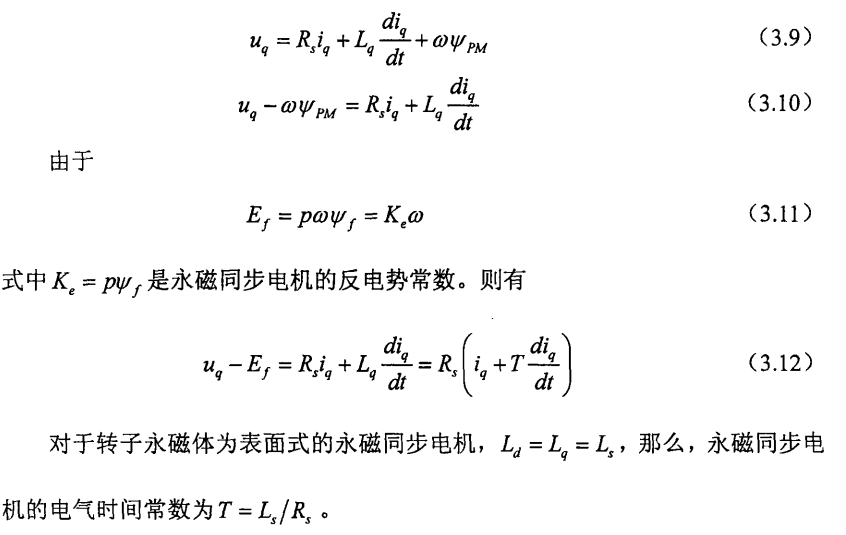 u_q = R_s i_q + L_q di_q/dt + ωψ_PM (3.9)
u_q − ωψ_PM = R_s i_q + L_q di_q/dt (3.10)
由于
E_f = pωψ_f = K_e ω (3.11)
式中 K_e = pψ_f 是永磁同步电机的反电势常数。则有
u_q − E_f = R_s i_q + L_q di_q/dt = R_s ( i_q + T di_q/dt ) (3.12)
对于转子永磁体为表面式的永磁同步电机，L_d = L_q = L_s，那么，永磁同步电
机的电气时间常数为 T = L_s/R_s 。